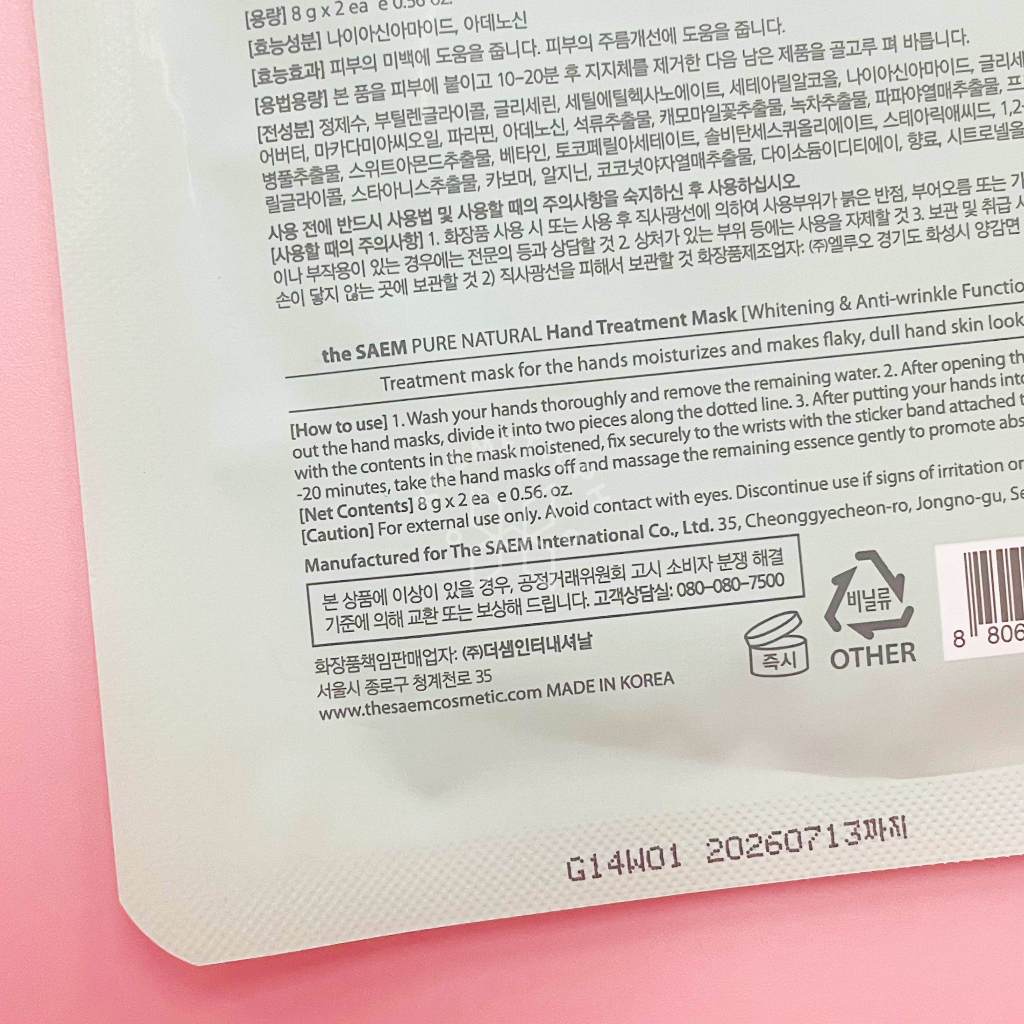 [용량] 8 g x 2 ea e 0.56 oz.
[효능성분] 나이아신아마이드, 아데노신
[효능효과] 피부의 미백에 도움을 줍니다. 피부의 주름개선에 도움을 줍니다.
[용법용량] 본 품을 피부에 붙이고 10-20분 후 지지체를 제거한 다음 남은 제품을 골고루 펴 바릅니다.
[전성분] 정제수, 부틸렌글라이콜, 글리세린, 세틸에틸헥사노에이트, 세테아릴알코올, 나이아신아마이드, 글리세
어버터, 마카다미아씨오일, 파라핀, 아데노신, 석류추출물, 캐모마일꽃추출물, 녹차추출물, 파파야열매추출물, 프
병풀추출물, 스위트아몬드추출물, 베타인, 토코페릴아세테이트, 솔비탄세스퀴올리에이트, 스테아릭애씨드, 1,2-
릴글라이콜, 스타아니스추출물, 카보머, 알지닌, 코코넛야자열매추출물, 다이소듐이디티에이, 향료, 시트로넬올
사용 전에 반드시 사용법 및 사용할 때의 주의사항을 숙지하신 후 사용하십시오
[사용할 때의 주의사항] 1. 화장품 사용 시 또는 사용 후 직사광선에 의하여 사용부위가 붉은 반점, 부어오름 또는 가
이나 부작용이 있는 경우에는 전문의 등과 상담할 것 2. 상처가 있는 부위 등에는 사용을 자제할 것 3. 보관 및 취급 시
손이 닿지 않는 곳에 보관할 것 2) 직사광선을 피해서 보관할 것 화장품제조업자: (주)엘루오 경기도 화성시 양감면
the SAEM PURE NATURAL Hand Treatment Mask [Whitening & Anti-wrinkle Functio
Treatment mask for the hands moisturizes and makes flaky, dull hand skin look
[How to use] 1. Wash your hands thoroughly and remove the remaining water. 2. After opening th
out the hand masks, divide it into two pieces along the dotted line. 3. After putting your hands into
with the contents in the mask moistened, fix securely to the wrists with the sticker band attached t
-20 minutes, take the hand masks off and massage the remaining essence gently to promote abs
[Net Contents] 8 g x 2 ea e 0.56. oz.
[Caution] For external use only. Avoid contact with eyes. Discontinue use if signs of irritation or
Manufactured for The SAEM International Co., Ltd. 35, Cheonggyecheon-ro, Jongno-gu, Se
본 상품에 이상이 있을 경우, 공정거래위원회 고시 소비자 분쟁 해결
기준에 의해 교환 또는 보상해 드립니다. 고객상담실: 080-080-7500
화장품책임판매업자: (주)더샘인터내셔날
서울시 종로구 청계천로 35
www.thesaemcosmetic.com MADE IN KOREA
즉시
비닐류
OTHER
8 806
G14W01 20260713까지